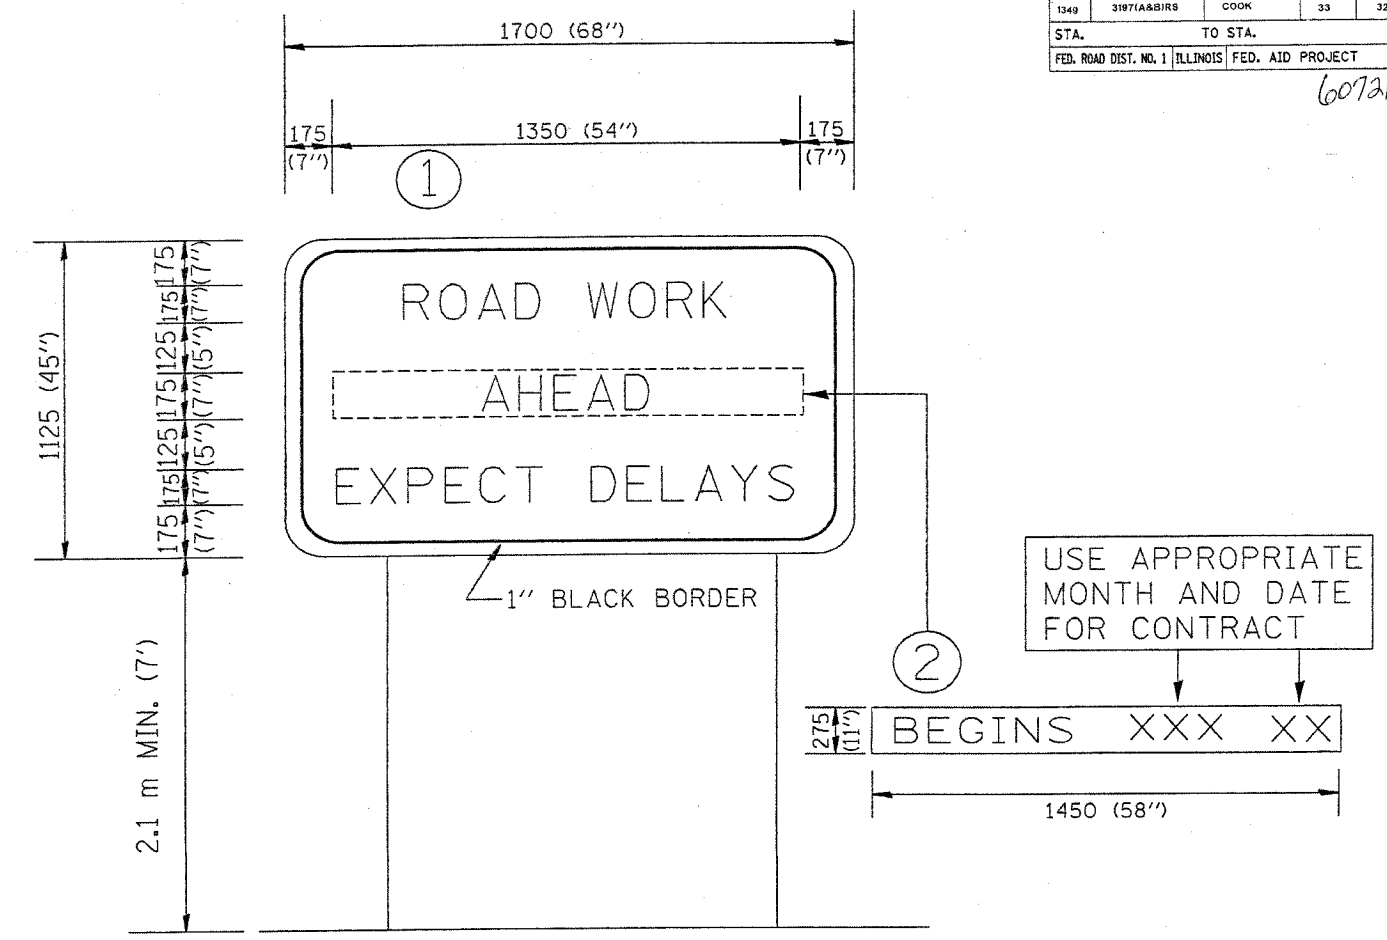 1349 3197(A&B)RS COOK 33 32
STA. TO STA.
FED. ROAD DIST. NO. 1 ILLINOIS FED. AID PROJECT
6072
1700 (68")
175 (7")
1350 (54")
175 (7")
1
1125 (45")
175 (7")
175 (7")
125 (5")
175 (7")
125 (5")
175 (7")
175 (7")
ROAD WORK
AHEAD
EXPECT DELAYS
1" BLACK BORDER
2.1 m MIN. (7')
USE APPROPRIATE
MONTH AND DATE
FOR CONTRACT
2
275 (11")
BEGINS XXX XX
1450 (58")